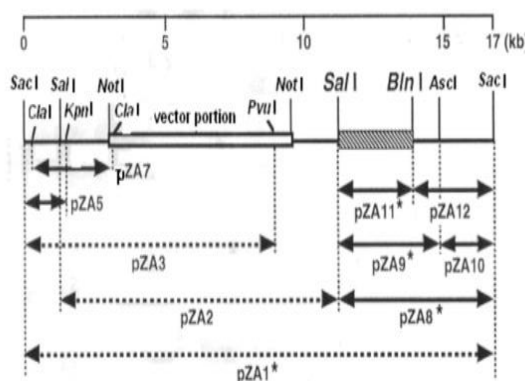 0 5 10 15 17 (kb)
SacI SalI NotI NotI SalI BlnI AscI SacI
ClaI KpnI ClaI vector portion PvuI
pZA7
pZA5 pZA11* pZA12
pZA3 pZA9* pZA10
pZA2 pZA8*
pZA1*